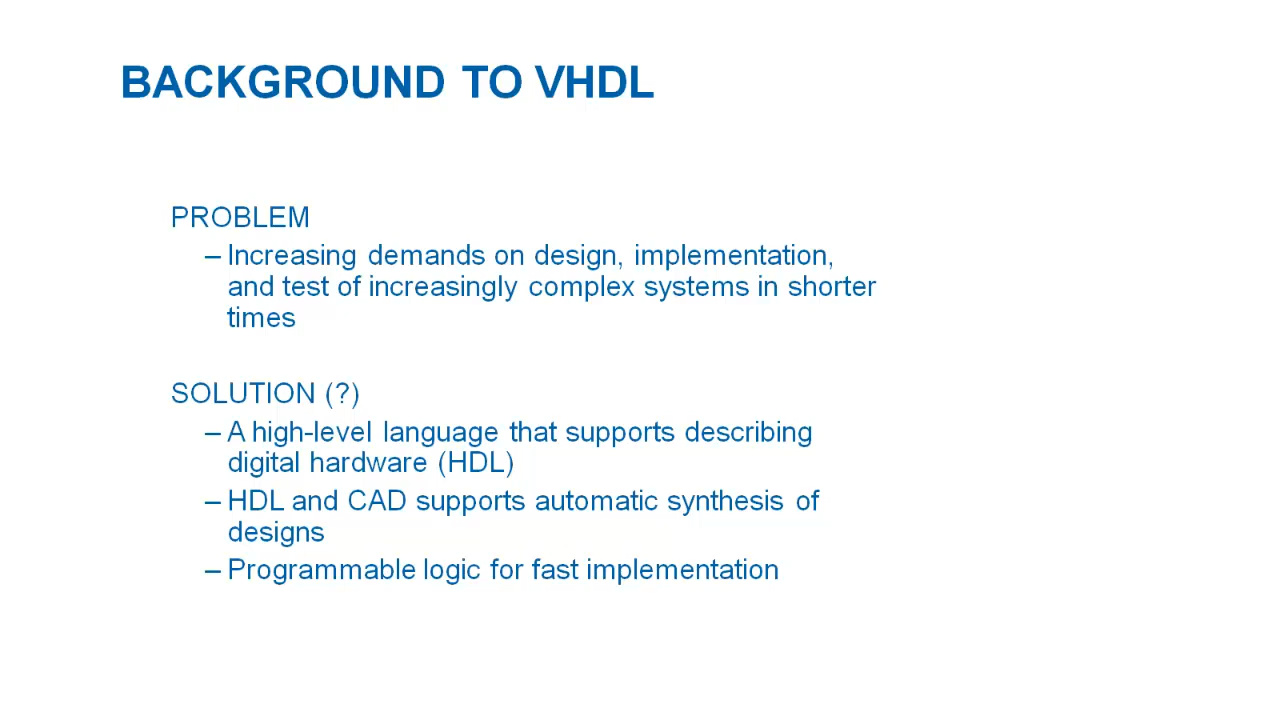 BACKGROUND TO VHDL
PROBLEM
– Increasing demands on design, implementation,
and test of increasingly complex systems in shorter
times
SOLUTION (?)
– A high-level language that supports describing
digital hardware (HDL)
– HDL and CAD supports automatic synthesis of
designs
– Programmable logic for fast implementation